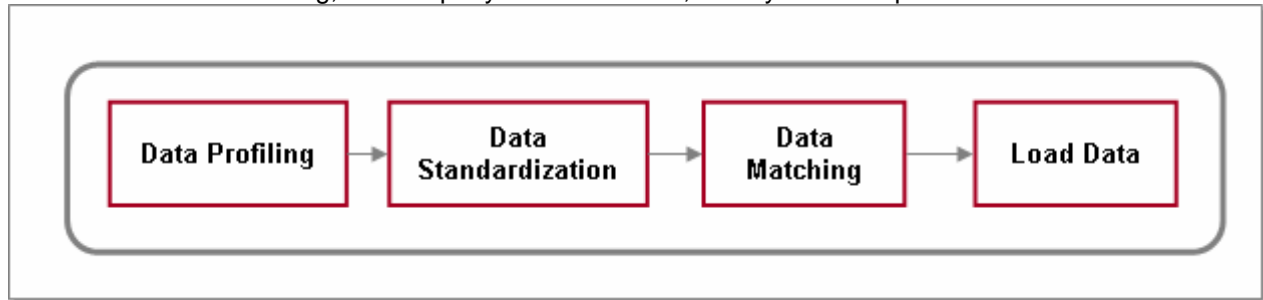 Data Profiling
Data
Standardization
Data
Matching
Load Data